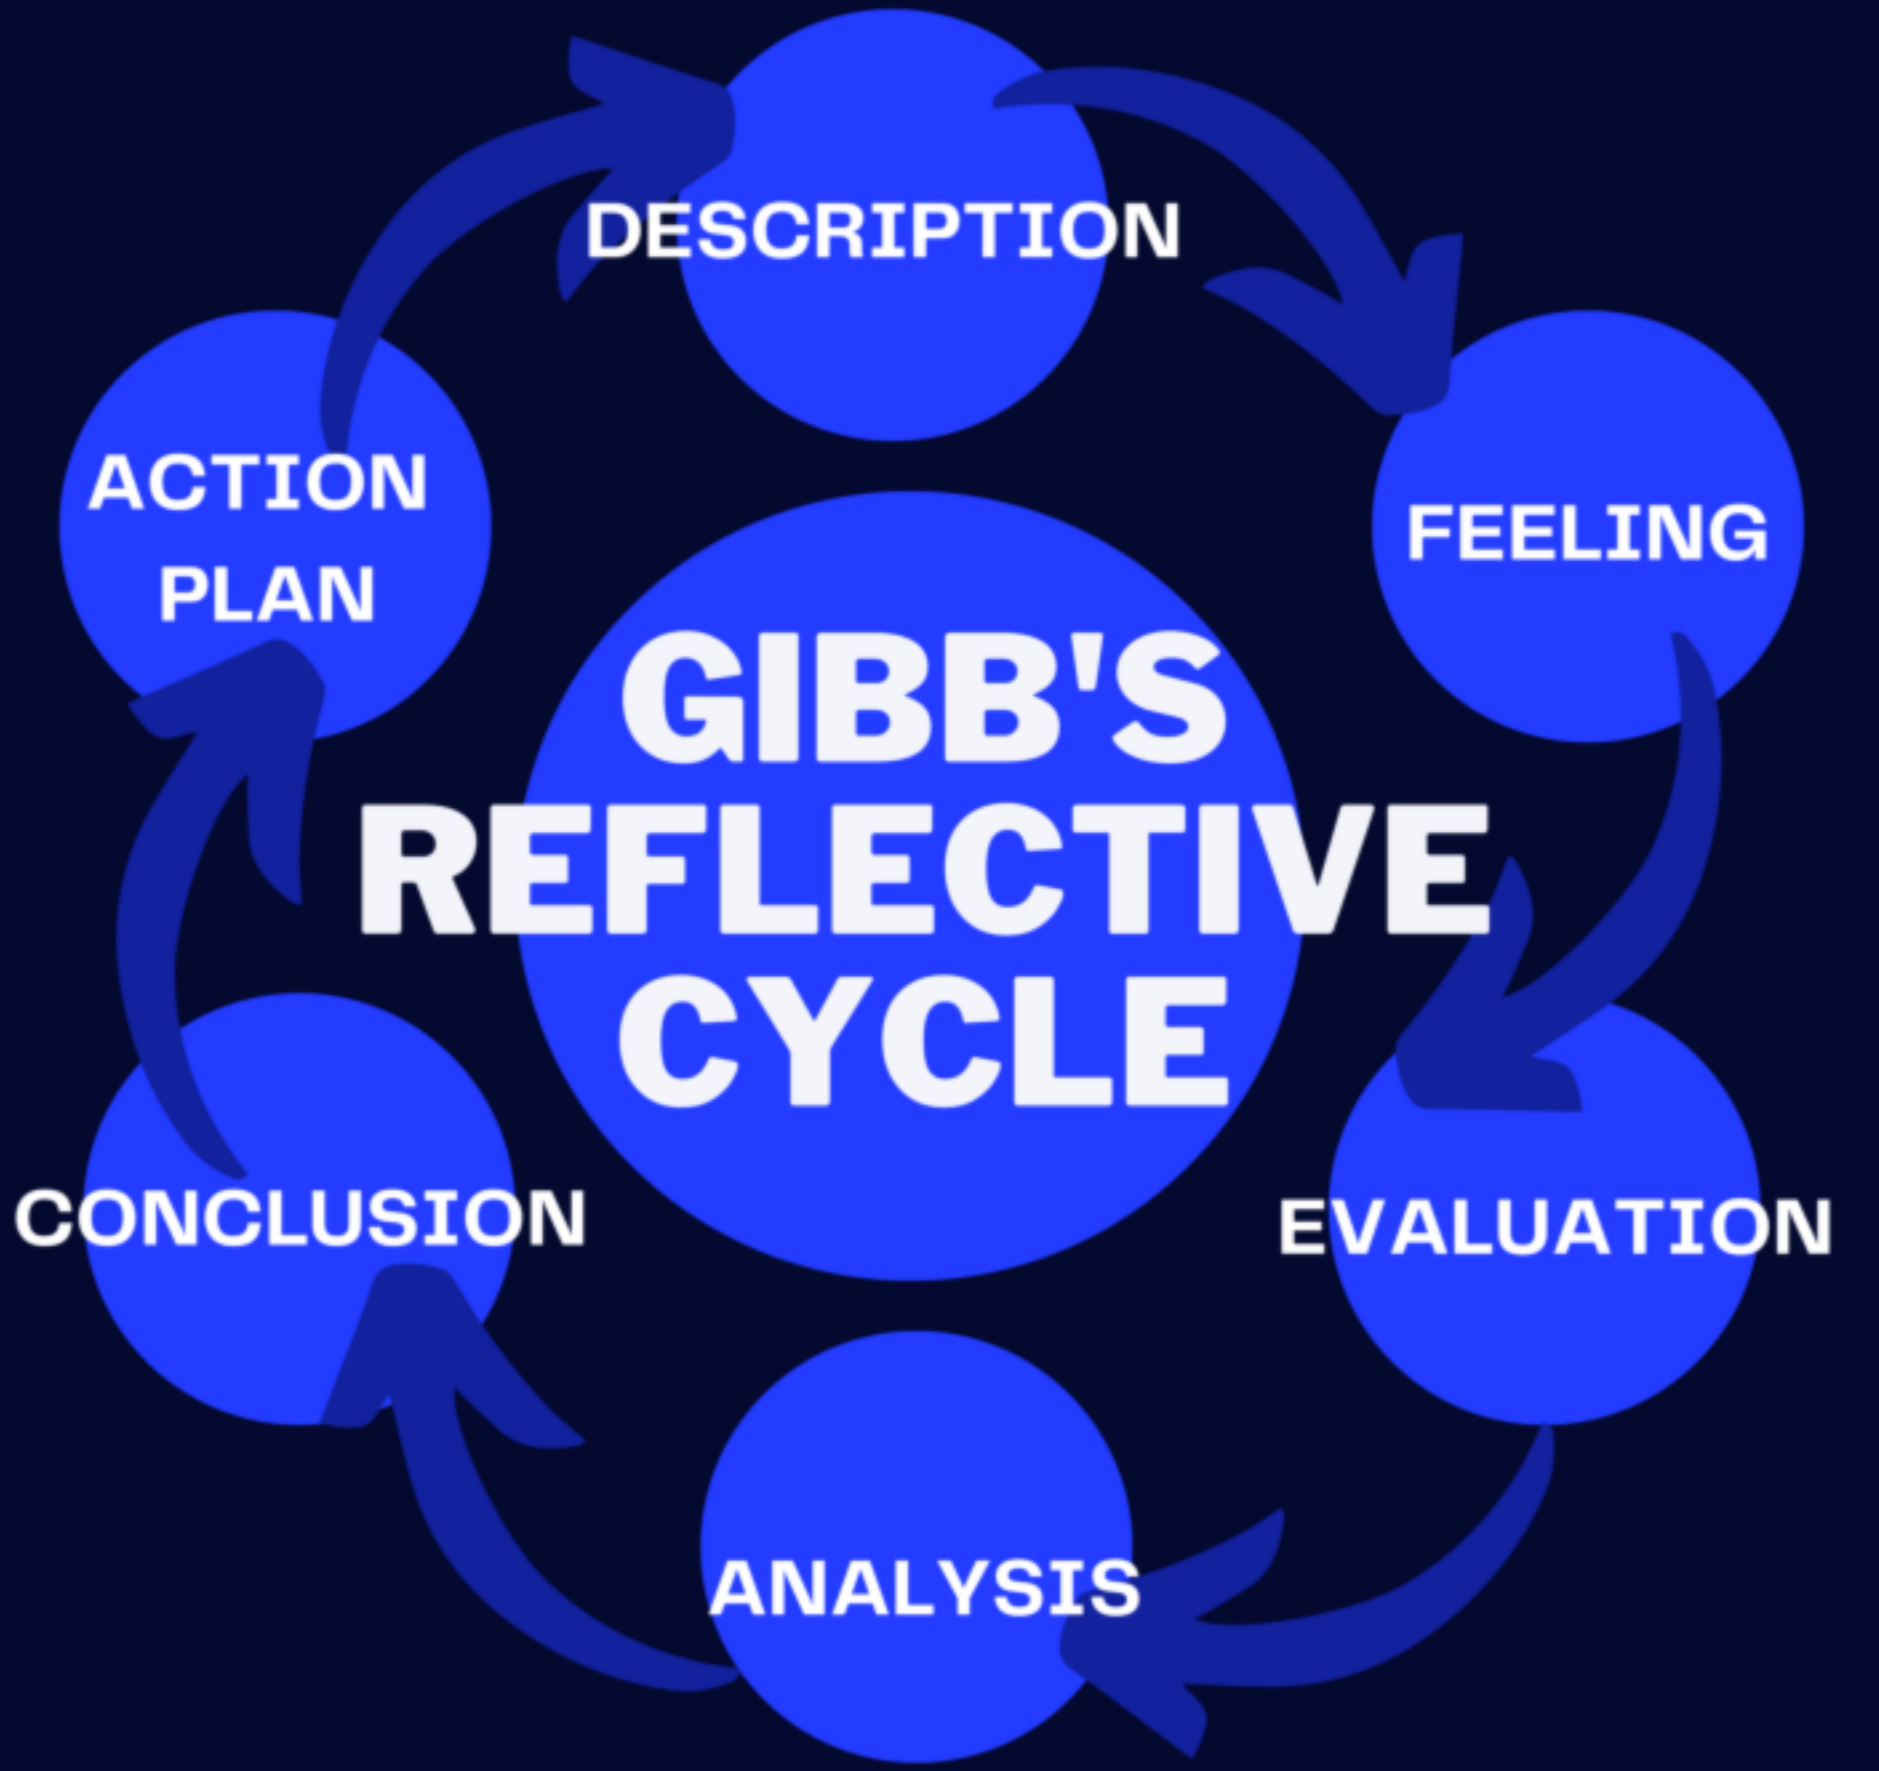 GIBB'S
REFLECTIVE
CYCLE
DESCRIPTION
FEELING
EVALUATION
ANALYSIS
CONCLUSION
ACTION
PLAN